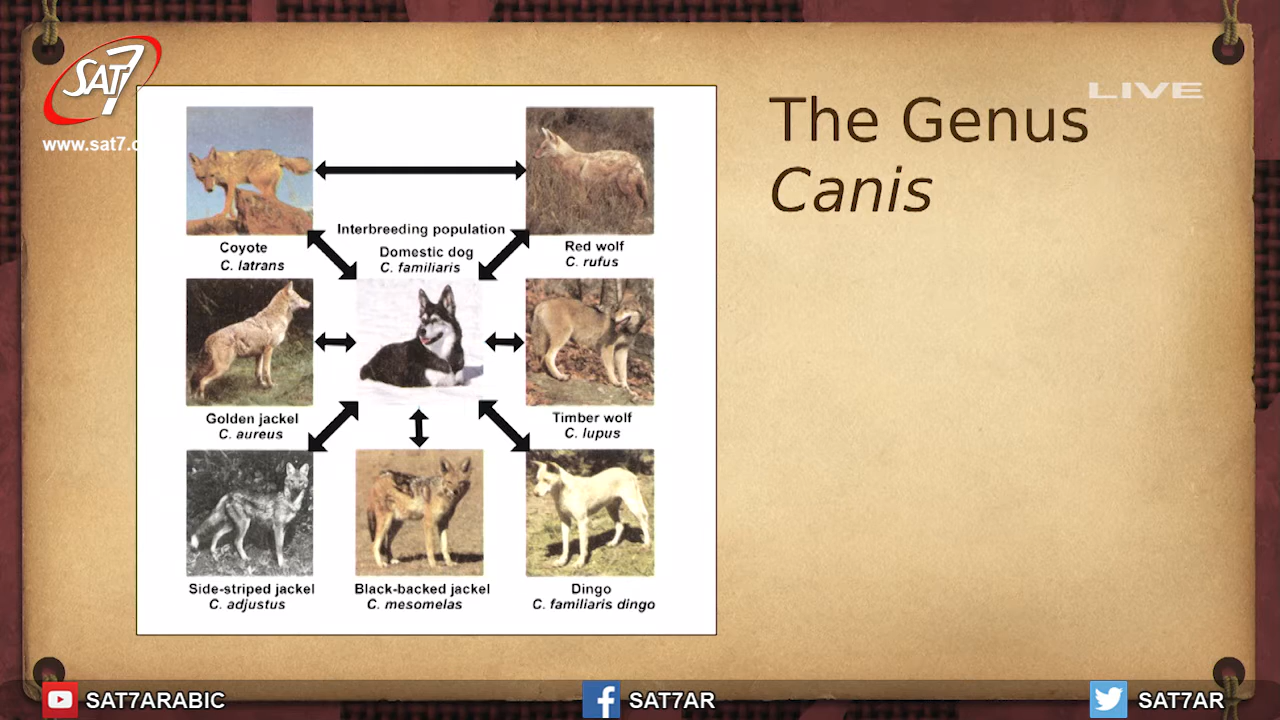 SAT7
www.sat7.
LIVE
The Genus
Canis
Interbreeding population
Coyote
C. latrans
Domestic dog
C. familiaris
Red wolf
C. rufus
Golden jackel
C. aureus
Timber wolf
C. lupus
Side-striped jackel
C. adjustus
Black-backed jackel
C. mesomelas
Dingo
C. familiaris dingo
SAT7ARABIC
SAT7AR
SAT7AR